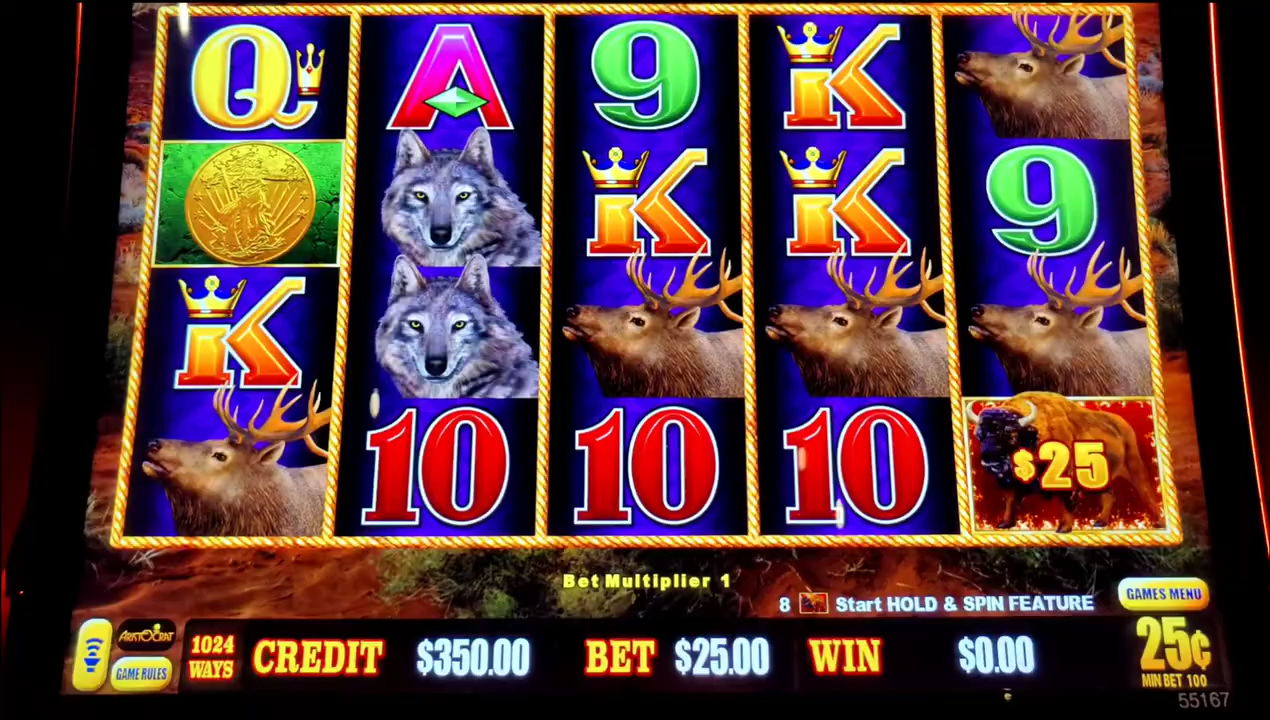 Q A 9 K
K K 9
K
10 10 10 $25
Bet Multiplier 1
8 Start HOLD & SPIN FEATURE
GAMES MENU
ARISTOCRAT
GAME RULES
1024
WAYS
CREDIT $350.00 BET $25.00 WIN $0.00
25¢
MIN BET 100
55167